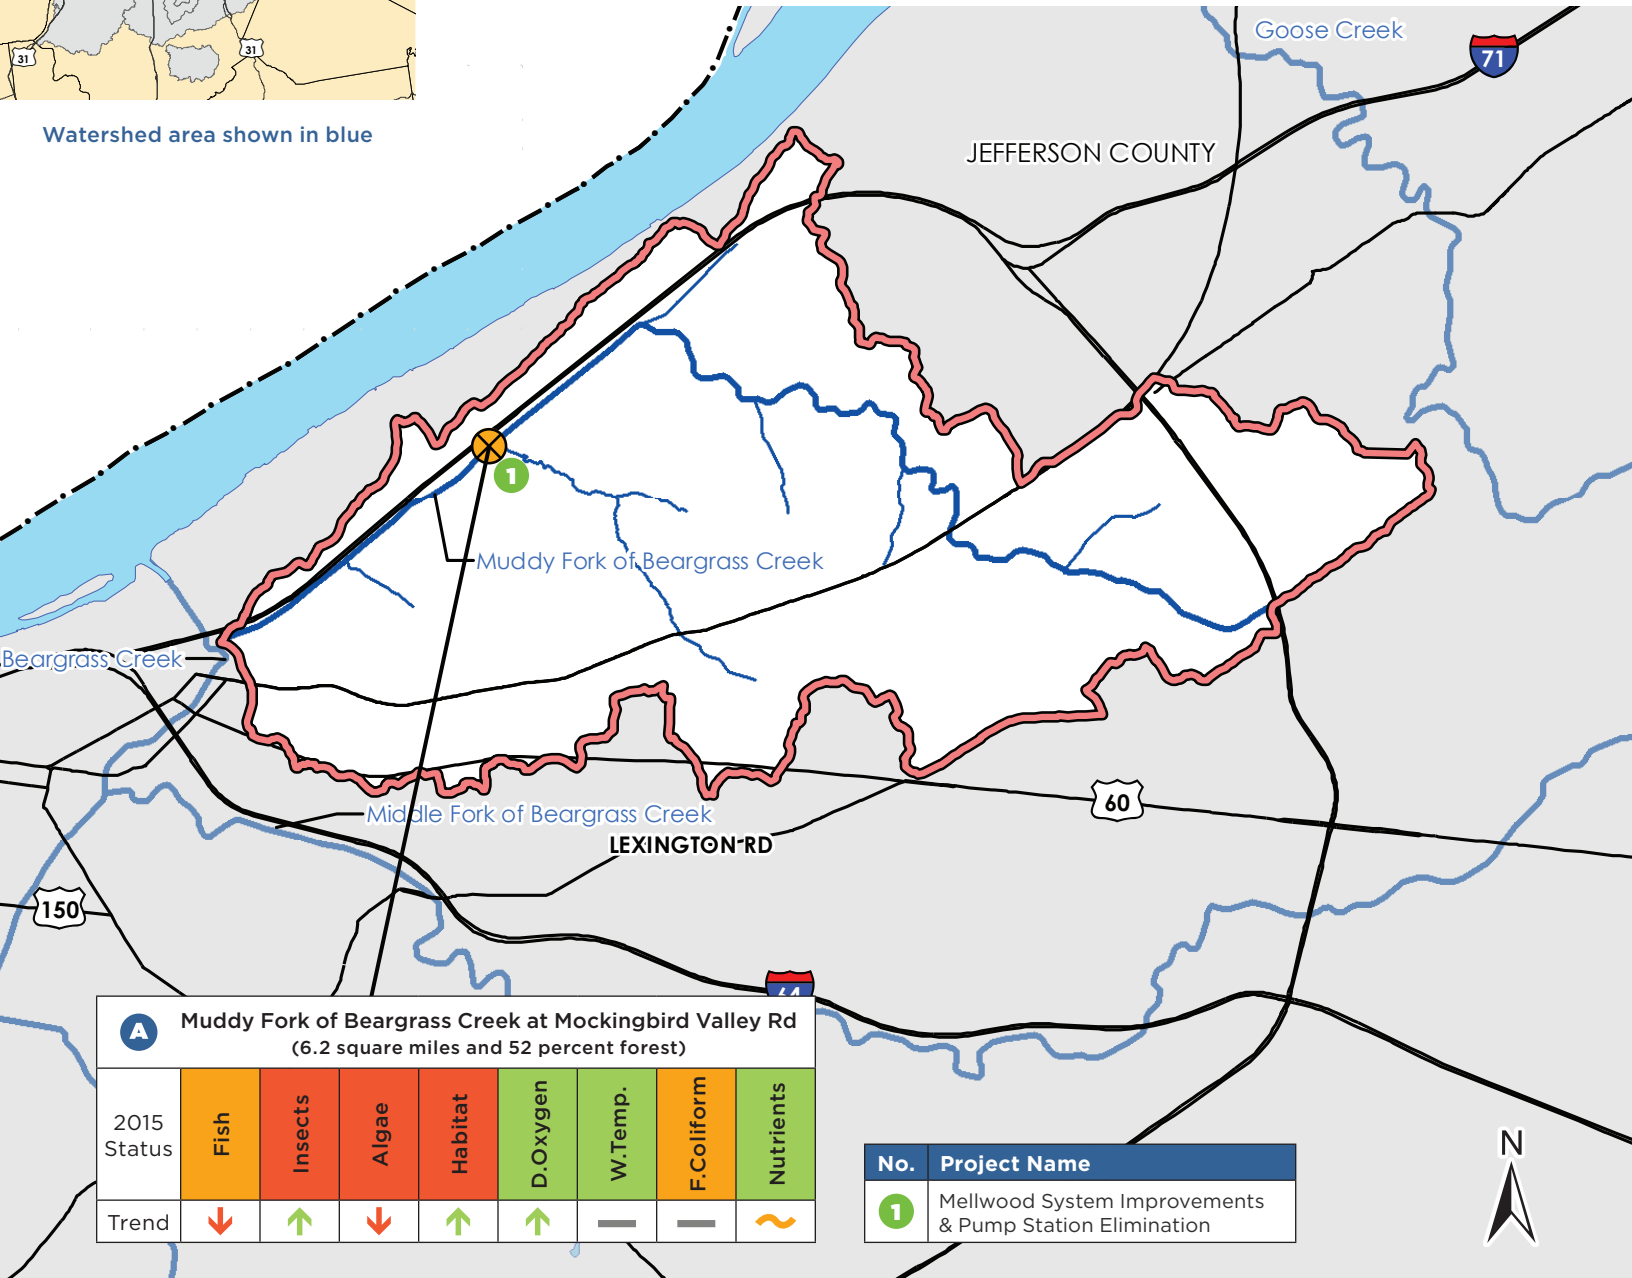 31
31
Watershed area shown in blue
Goose Creek
71
JEFFERSON COUNTY
1
Muddy Fork of Beargrass Creek
Beargrass Creek
Middle Fork of Beargrass Creek
LEXINGTON RD
60
150
64
A
Muddy Fork of Beargrass Creek at Mockingbird Valley Rd
(6.2 square miles and 52 percent forest)
2015 Status
Fish
Insects
Algae
Habitat
D.Oxygen
W.Temp.
F.Coliform
Nutrients
Trend
No. Project Name
1
Mellwood System Improvements
& Pump Station Elimination
N